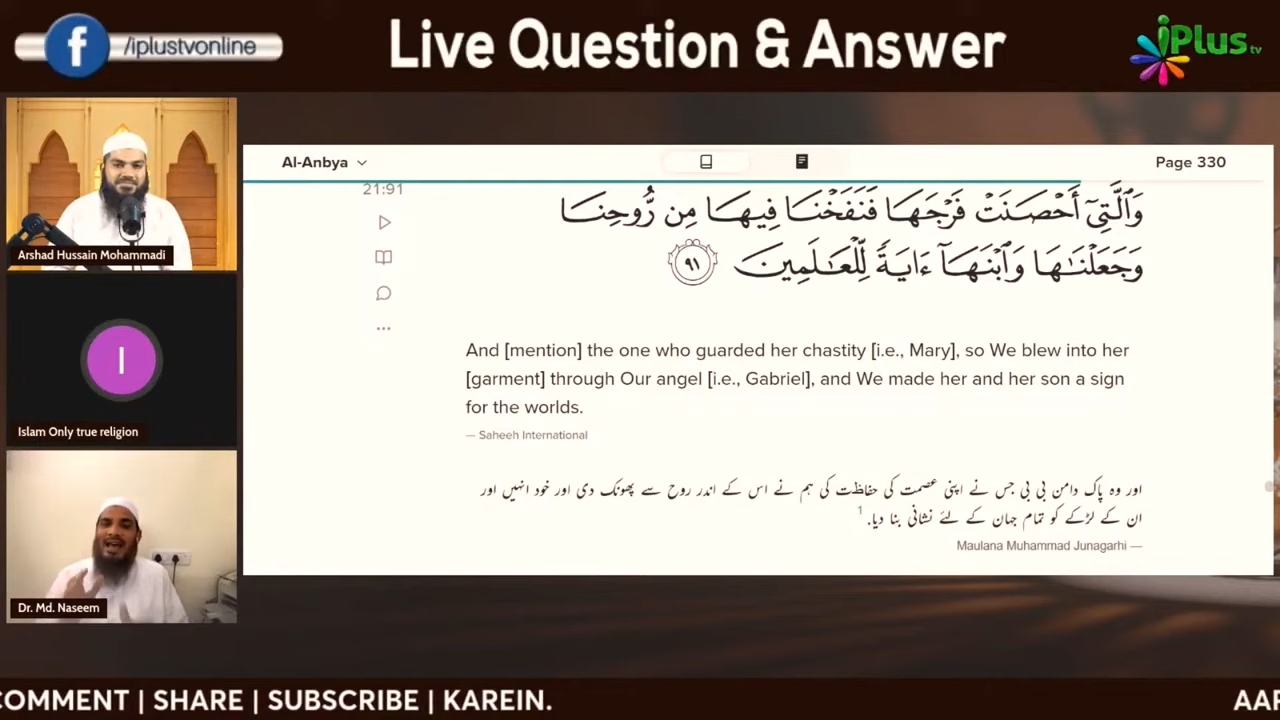 /iplustvonline
Live Question & Answer
iPlus tv
Arshad Hussain Mohammadi
I
Islam Only true religion
Dr. Md. Naseem
Al-Anbya
Page 330
21:91
وَٱلَّتِىٓ أَحْصَنَتْ فَرْجَهَا فَنَفَخْنَا فِيهَا مِن رُّوحِنَا
وَجَعَلْنَـٰهَا وَٱبْنَهَآ ءَايَةً لِّلْعَـٰلَمِينَ ٩١
And [mention] the one who guarded her chastity [i.e., Mary], so We blew into her
[garment] through Our angel [i.e., Gabriel], and We made her and her son a sign
for the worlds.
— Saheeh International
اور وہ پاک دامن بی بی جس نے اپنی عصمت کی حفاظت کی ہم نے اس کے اندر روح سے پھونک دی اور خود انہیں اور
ان کے لڑکے کو تمام جہان کے لئے نشانی بنا دیا. 1
Maulana Muhammad Junagarhi —
COMMENT | SHARE | SUBSCRIBE | KAREIN.
AAP